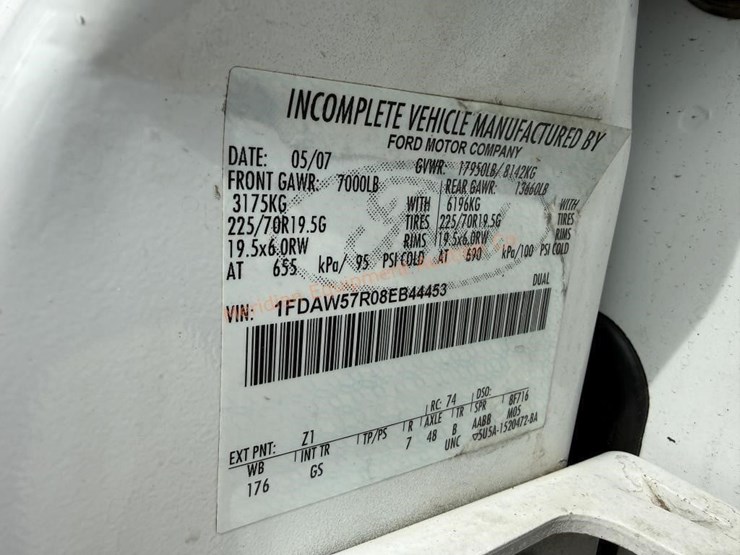 INCOMPLETE VEHICLE MANUFACTURED BY
FORD MOTOR COMPANY
DATE: 05/07 GVWR: 17950LB/ 8142KG
FRONT GAWR: 7000LB REAR GAWR: 13660LB
3175KG WITH 6196KG WITH
225/70R19.5G TIRES 225/70R19.5G TIRES
19.5x6.0RW RIMS 19.5x6.0RW RIMS
AT 655 kPa/ 95 PSI COLD AT 690 kPa/100 PSI COLD
VIN: 1FDAW57R08EB44453 DUAL
EXT PNT: Z1 RC: 74 DSO:
WB INT TR TP/PS R AXLE TR SPR BF716
176 GS 7 48 B AABB M05
UNC 5U5A-1520472-BA